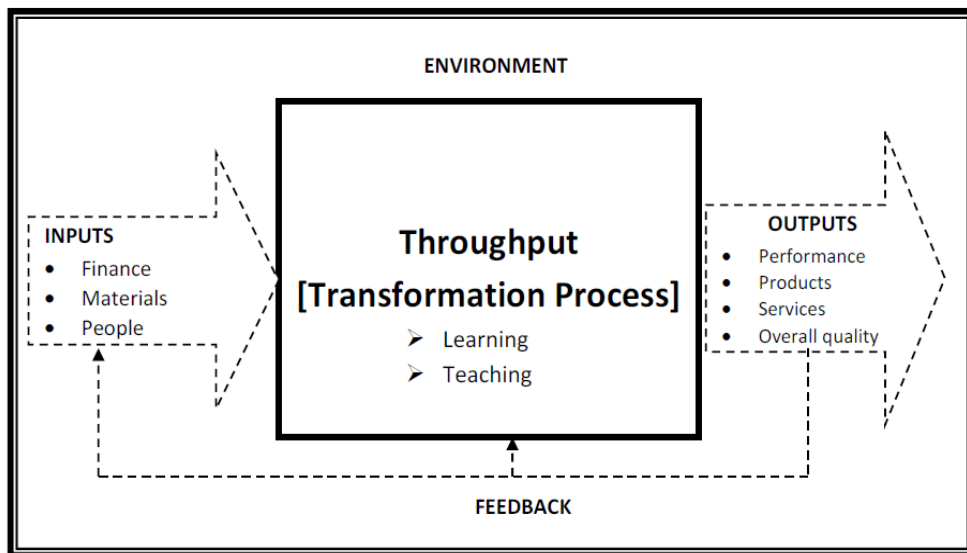 ENVIRONMENT
INPUTS
• Finance
• Materials
• People
Throughput
[Transformation Process]
➢ Learning
➢ Teaching
OUTPUTS
• Performance
• Products
• Services
• Overall quality
FEEDBACK